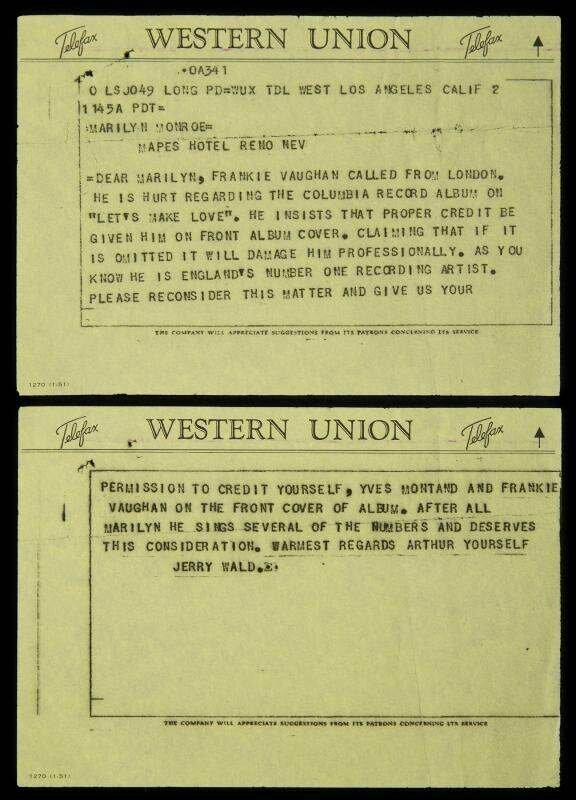 Telefax WESTERN UNION Telefax
0A341
O LSJ049 LONG PD=WUX TDL WEST LOS ANGELES CALIF 2
1145A PDT=
MARILYN MONROE=
MAPES HOTEL RENO NEV
=DEAR MARILYN, FRANKIE VAUGHAN CALLED FROM LONDON.
HE IS HURT REGARDING THE COLUMBIA RECORD ALBUM ON
"LET'S MAKE LOVE". HE INSISTS THAT PROPER CREDIT BE
GIVEN HIM ON FRONT ALBUM COVER. CLAIMING THAT IF IT
IS OMITTED IT WILL DAMAGE HIM PROFESSIONALLY. AS YOU
KNOW HE IS ENGLAND'S NUMBER ONE RECORDING ARTIST.
PLEASE RECONSIDER THIS MATTER AND GIVE US YOUR
THE COMPANY WILL APPRECIATE SUGGESTIONS FROM ITS PATRONS CONCERNING ITS SERVICE
1270 (1-51)
Telefax WESTERN UNION Telefax
PERMISSION TO CREDIT YOURSELF, YVES MONTAND AND FRANKIE
VAUGHAN ON THE FRONT COVER OF ALBUM. AFTER ALL
MARILYN HE SINGS SEVERAL OF THE NUMBERS AND DESERVES
THIS CONSIDERATION. WARMEST REGARDS ARTHUR YOURSELF
JERRY WALD.
THE COMPANY WILL APPRECIATE SUGGESTIONS FROM ITS PATRONS CONCERNING ITS SERVICE
1270 (1-51)